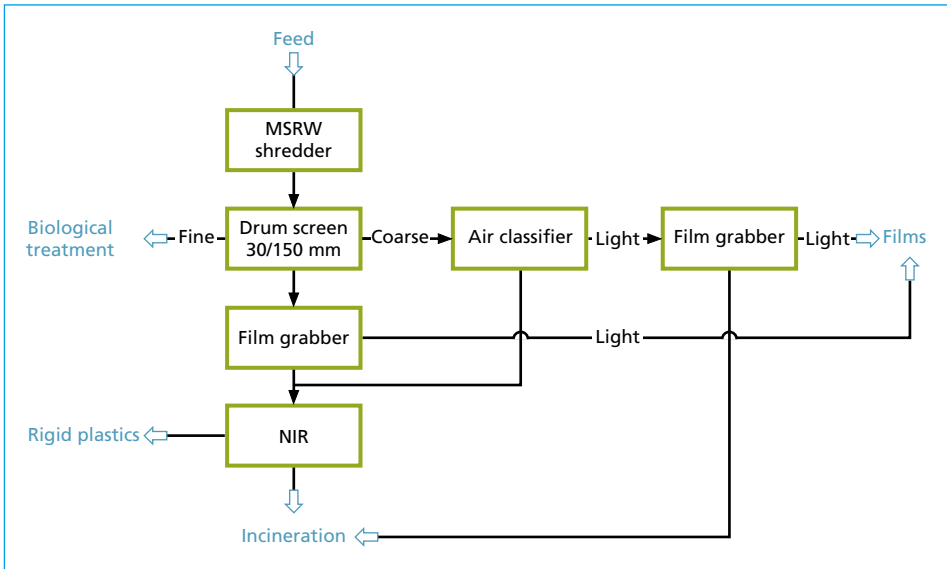 Feed
MSRW
shredder
Biological
treatment
Fine
Drum screen
30/150 mm
Coarse
Air classifier
Light
Film grabber
Light
Films
Film grabber
Light
Rigid plastics
NIR
Incineration